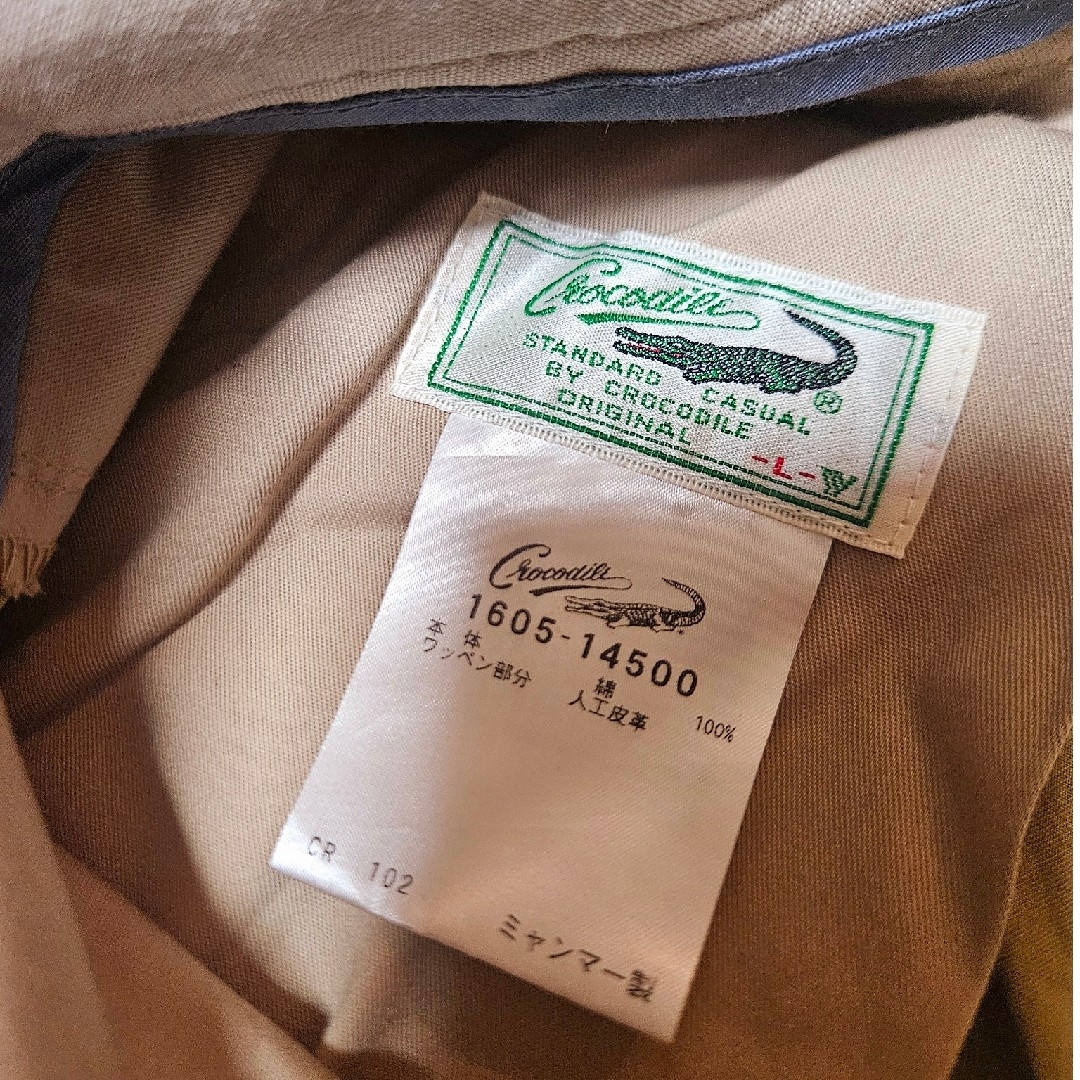 Crocodile
STANDARD CASUAL
BY CROCODILE
ORIGINAL
®
-L-
Crocodile
1605-14500
本体 綿 100%
ワッペン部分 人工皮革
CR 102
ミャンマー製